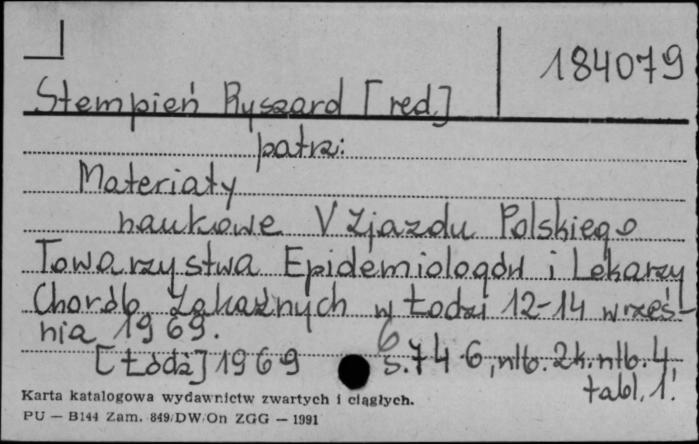 184079
Stempień Ryszard [red.]
patrz:
Materiały
naukowe V Zjazdu Polskiego
Towarzystwa Epidemiologów i Lekarzy
Chorób Zakaźnych w Łodzi 12-14 wrześ-
nia 1969.
[Łódź] 1969 s. 746, nlb. 2 k. nlb. 4,
tabl. 1.
Karta katalogowa wydawnictw zwartych i ciągłych.
PU — B144 Zam. 849/DW/On ZGG — 1991